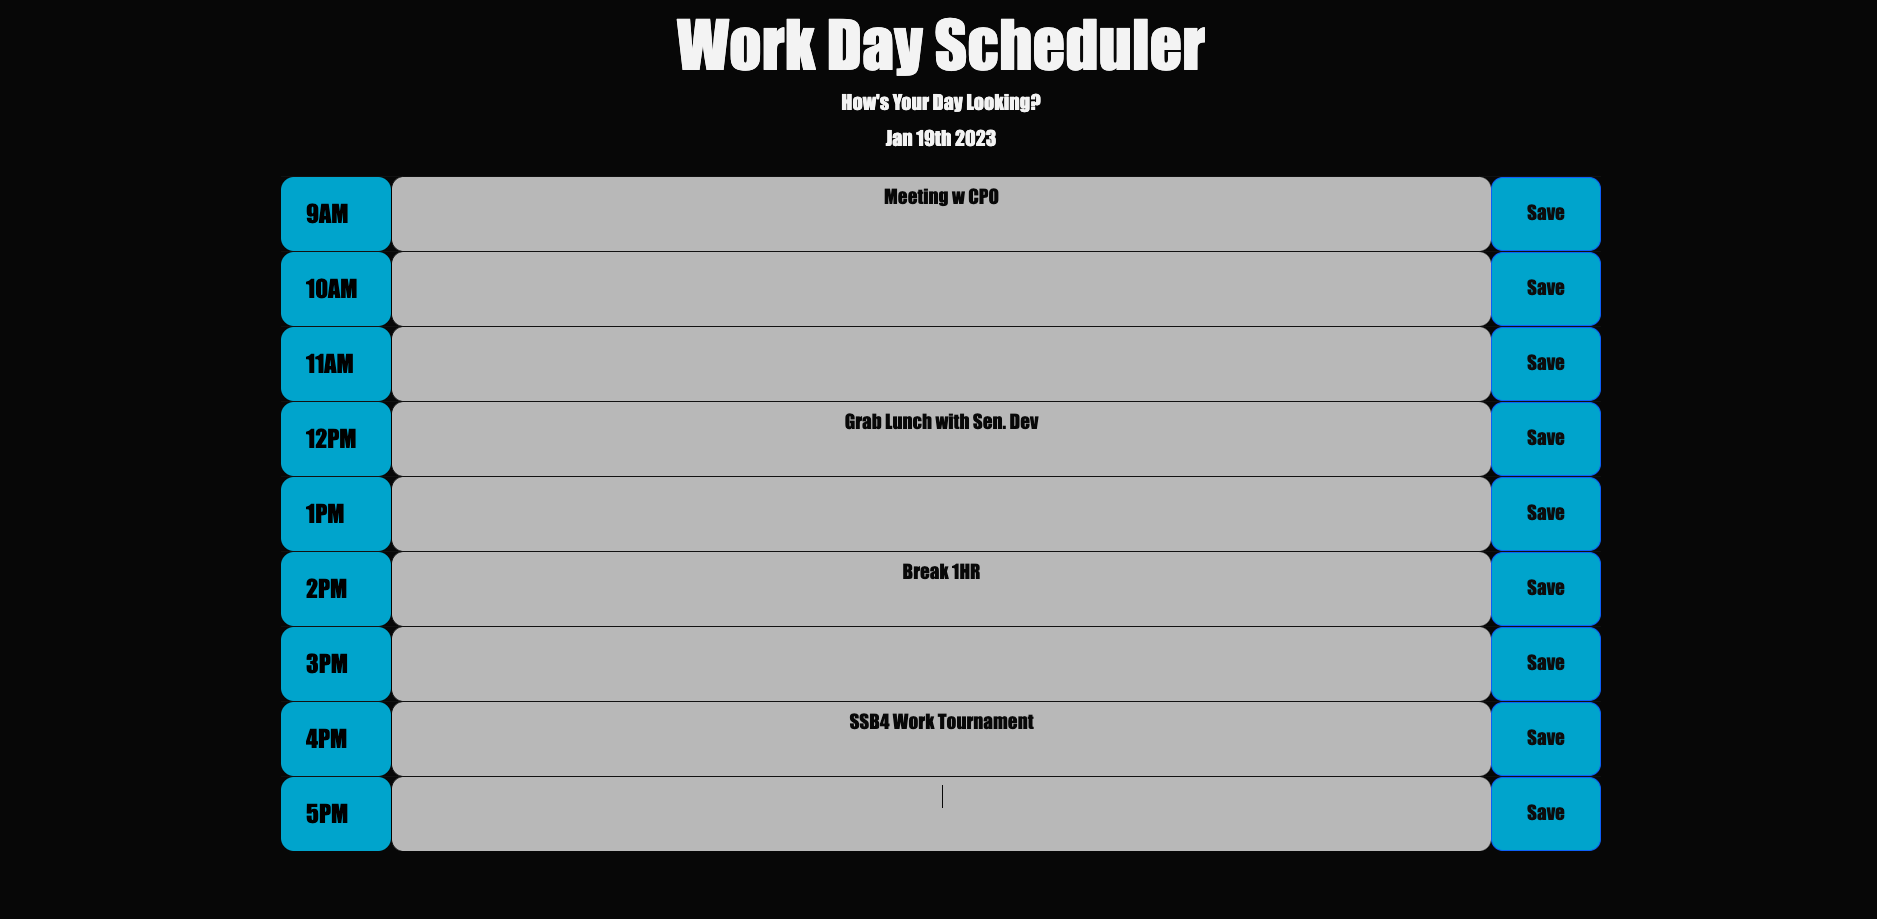 Work Day Scheduler
How's Your Day Looking?
Jan 19th 2023
9AM Meeting w CPO Save
10AM Save
11AM Save
12PM Grab Lunch with Sen. Dev Save
1PM Save
2PM Break 1HR Save
3PM Save
4PM SSB4 Work Tournament Save
5PM Save